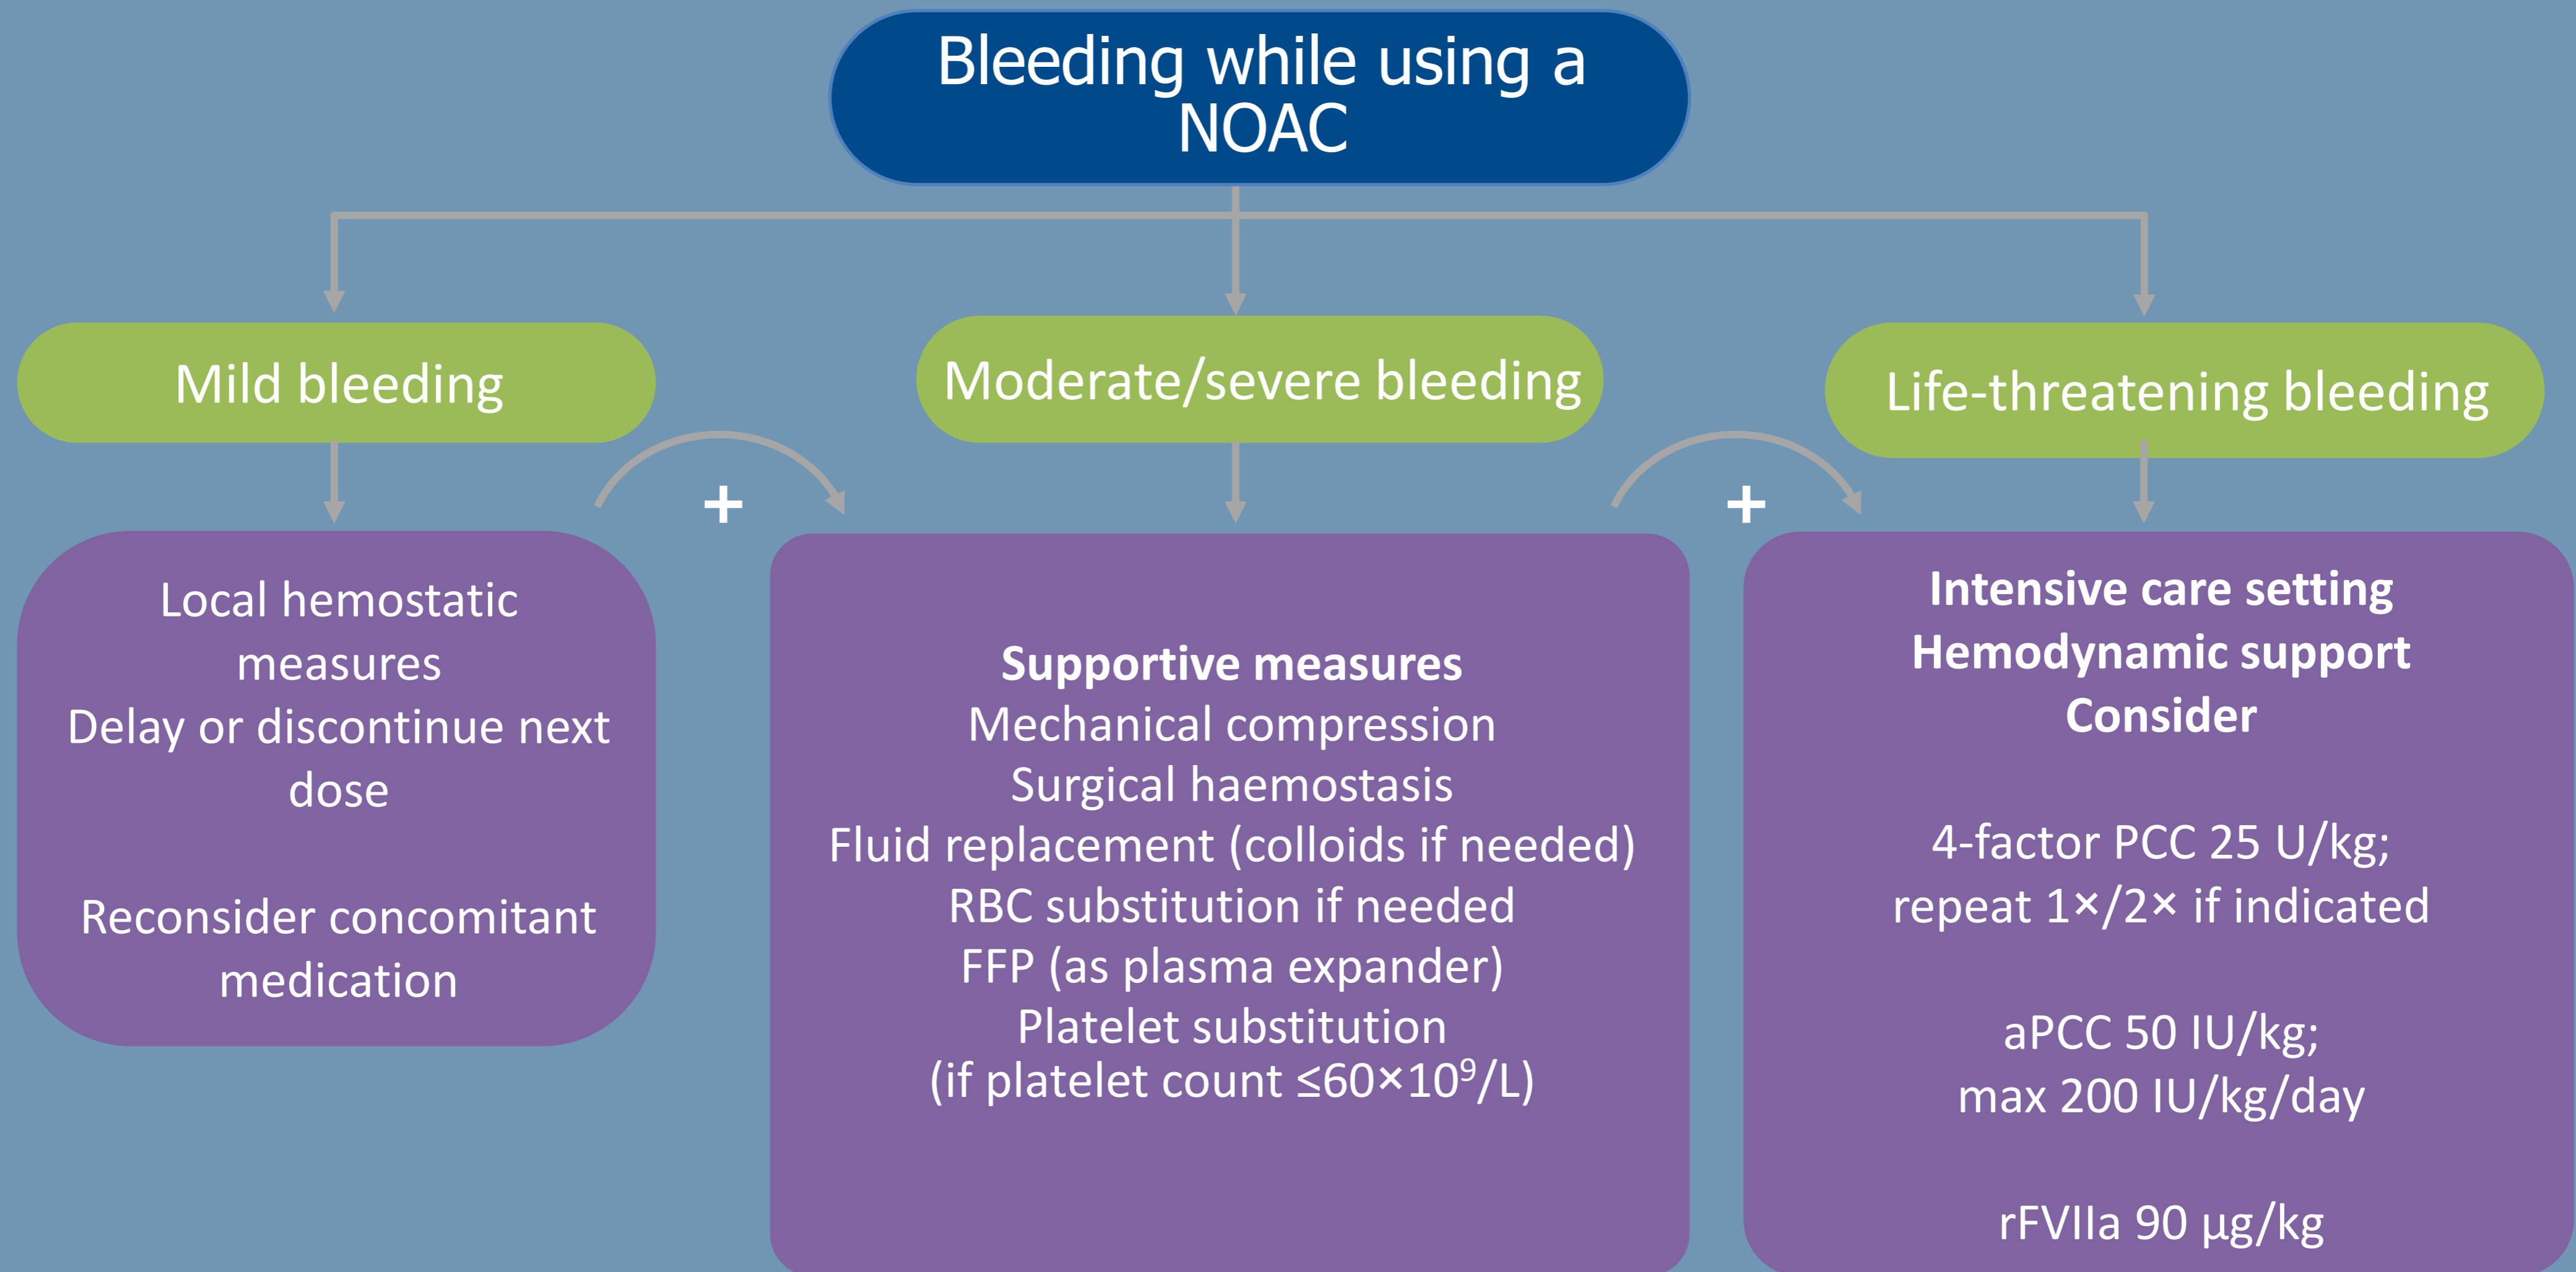 Bleeding while using a
NOAC
Mild bleeding
Moderate/severe bleeding
Life-threatening bleeding
+
+
Local hemostatic
measures
Delay or discontinue next
dose
Reconsider concomitant
medication
Supportive measures
Mechanical compression
Surgical haemostasis
Fluid replacement (colloids if needed)
RBC substitution if needed
FFP (as plasma expander)
Platelet substitution
(if platelet count ≤60×10⁹/L)
Intensive care setting
Hemodynamic support
Consider
4-factor PCC 25 U/kg;
repeat 1×/2× if indicated
aPCC 50 IU/kg;
max 200 IU/kg/day
rFVIIa 90 μg/kg